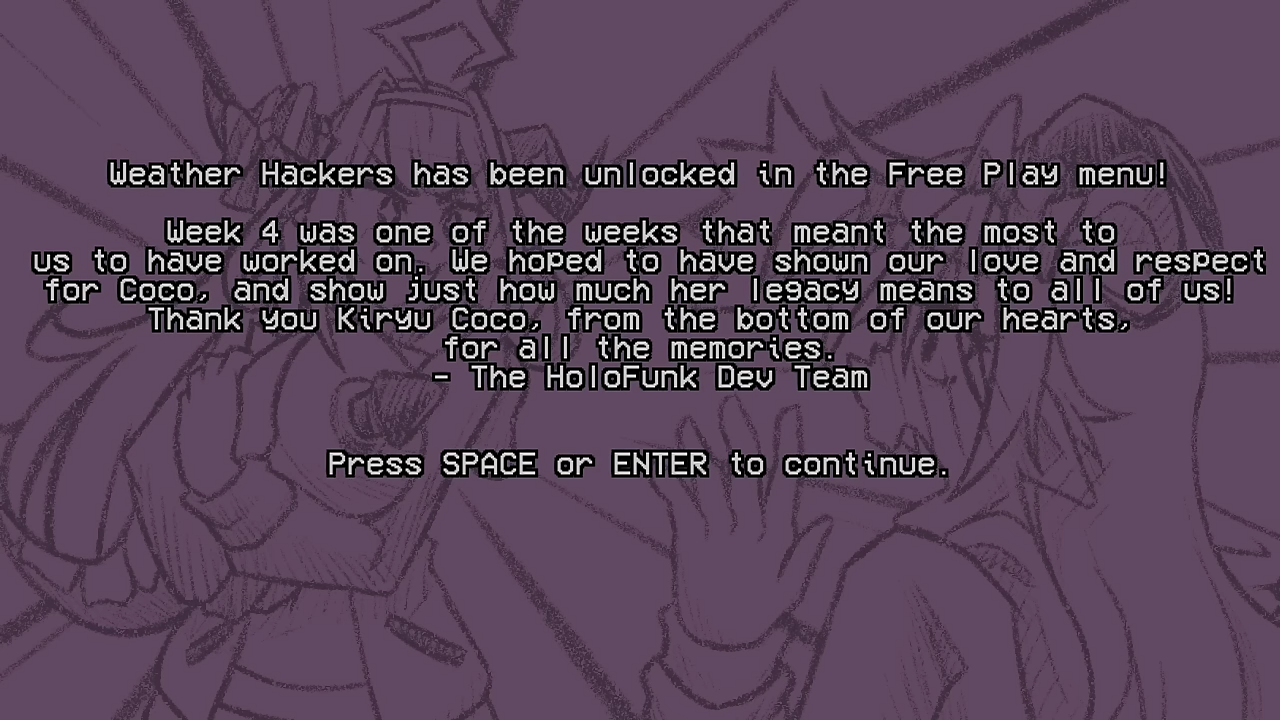 Weather Hackers has been unlocked in the Free Play menu!
Week 4 was one of the weeks that meant the most to
us to have worked on. We hoped to have shown our love and respect
for Coco, and show just how much her legacy means to all of us!
Thank you Kiryu Coco, from the bottom of our hearts,
for all the memories.
- The HoloFunk Dev Team
Press SPACE or ENTER to continue.